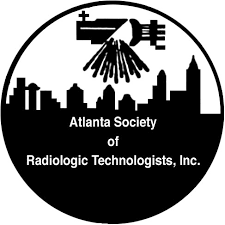 Atlanta Society
of
Radiologic Technologists, Inc.